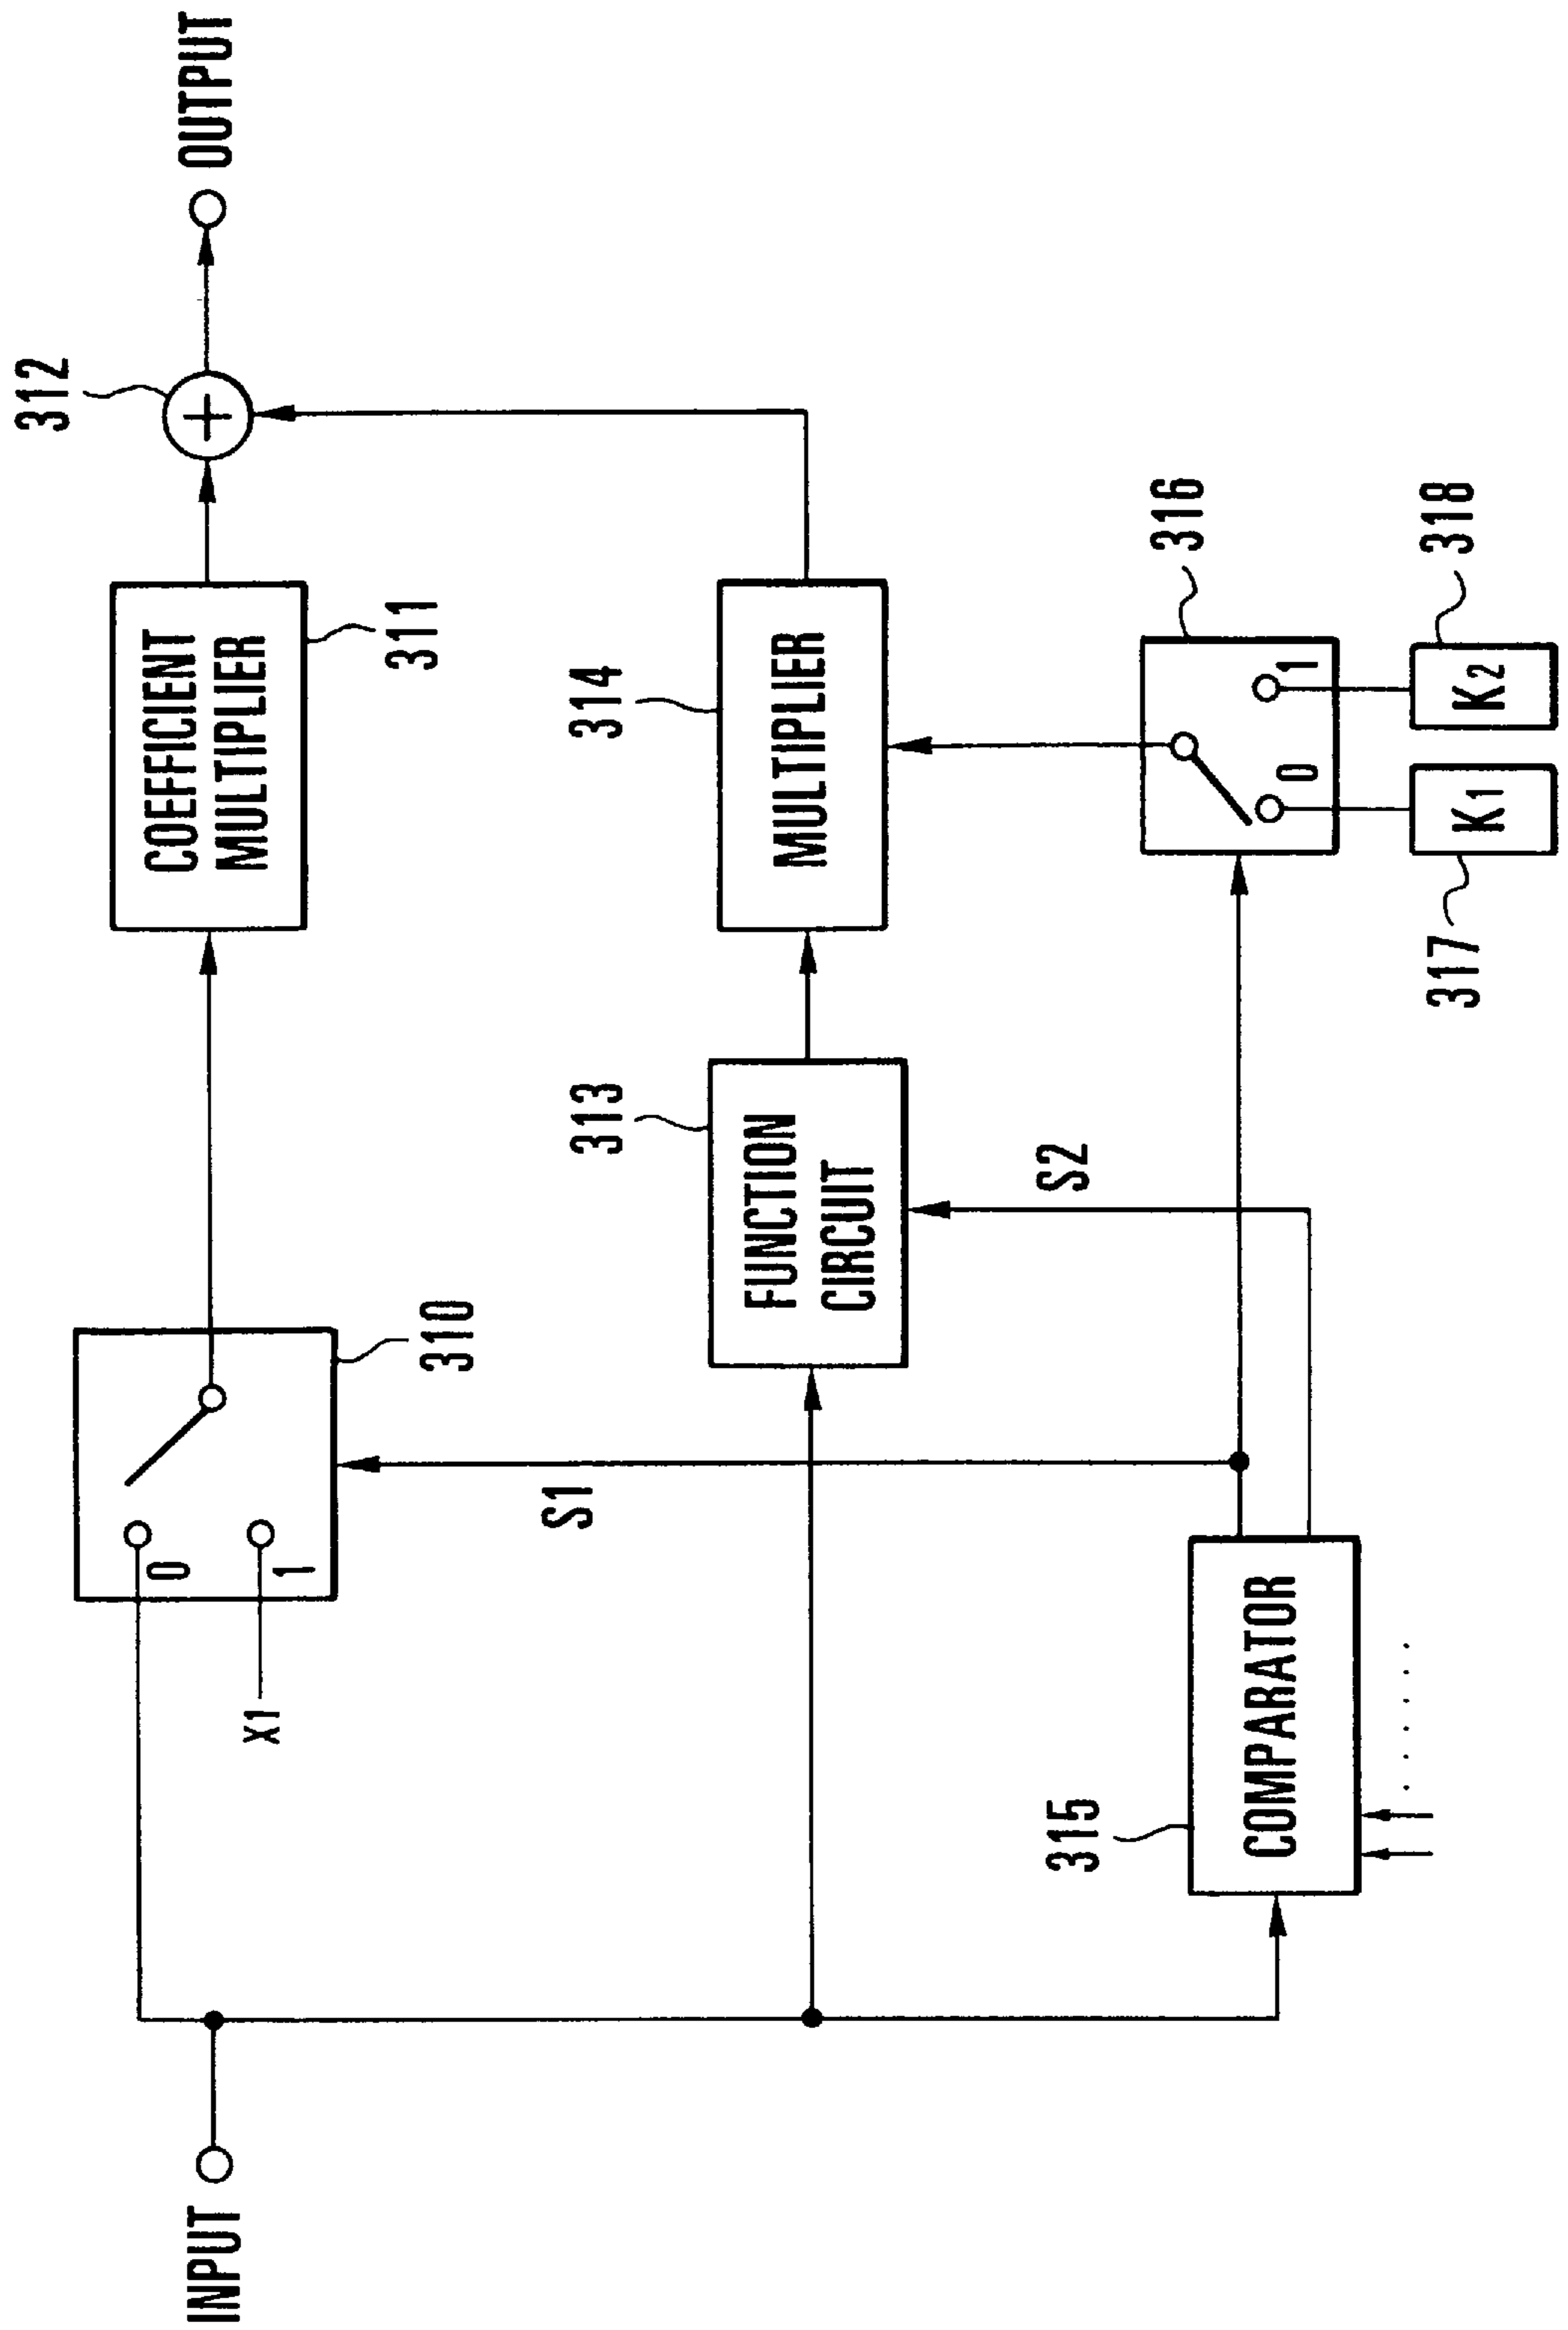 312
OUTPUT
COEFFICIENT
MULTIPLIER
311
310
0
1
X1
INPUT
313
FUNCTION
CIRCUIT
314
MULTIPLIER
S1
S2
315
COMPARATOR
316
0
1
317
K1
318
K2